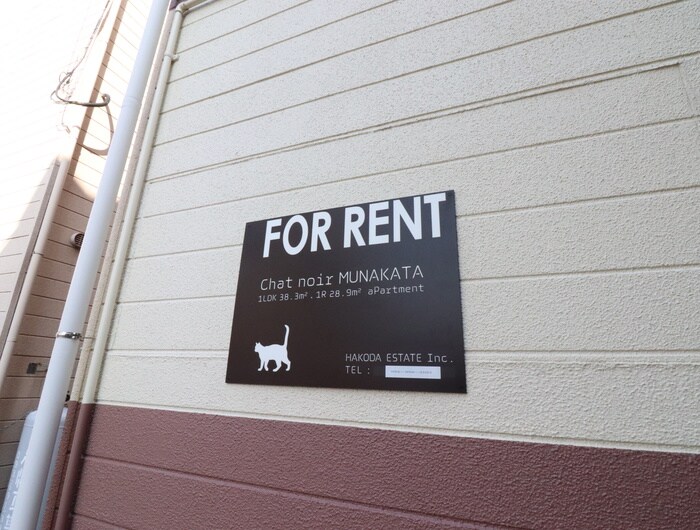 FOR RENT
Chat noir MUNAKATA
1LDK 38.3m². 1R 28.9m² aPartment
HAKODA ESTATE Inc.
TEL :